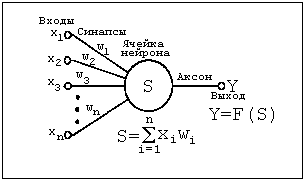 Входы
Синапсы
x1
w1
Ячейка
нейрона
x2
w2
x3
w3
S
Аксон
Y
Выход
wn
xn
Y=F(S)
n
S=∑xiwi
i=1